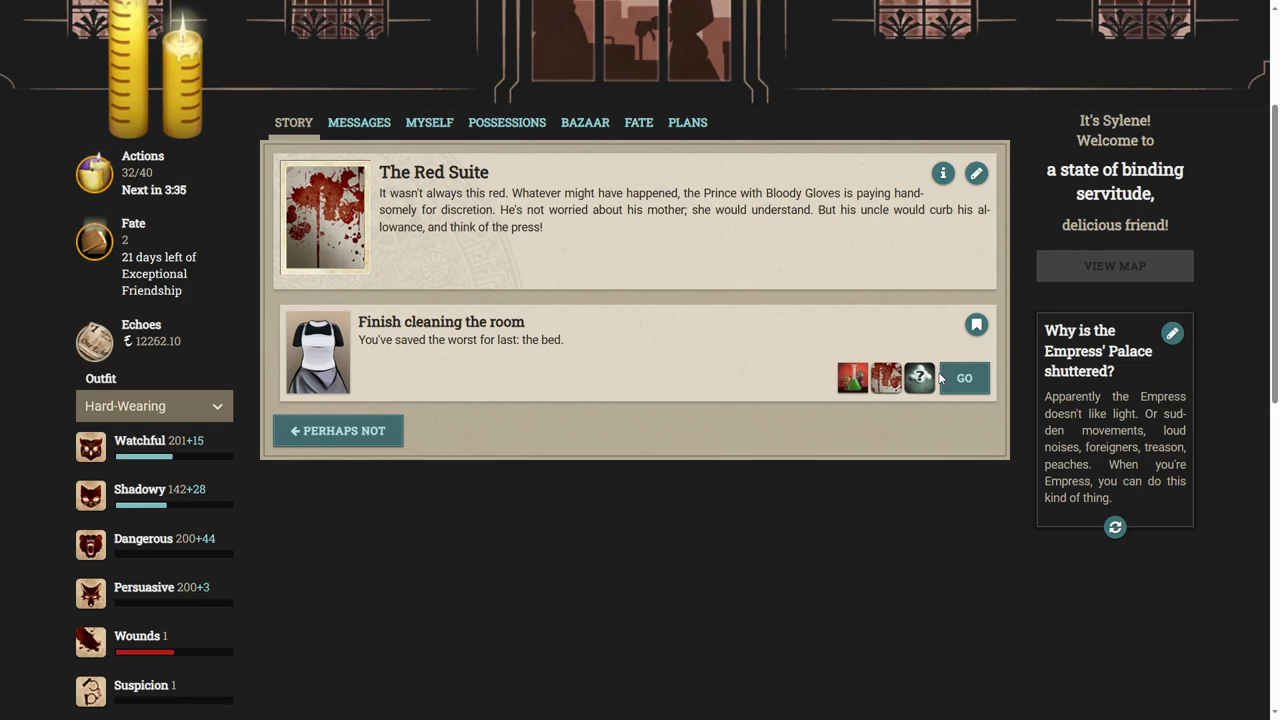 STORY
MESSAGES
MYSELF
POSSESSIONS
BAZAAR
FATE
PLANS
Actions
32/40
Next in 3:35
Fate
2
21 days left of
Exceptional
Friendship
Echoes
12262.10
Outfit
Hard-Wearing
Watchful 201+15
Shadowy 142+28
Dangerous 200+44
Persuasive 200+3
Wounds 1
Suspicion 1
The Red Suite
It wasn't always this red. Whatever might have happened, the Prince with Bloody Gloves is paying hand-
somely for discretion. He's not worried about his mother; she would understand. But his uncle would curb his al-
lowance, and think of the press!
Finish cleaning the room
You've saved the worst for last: the bed.
GO
PERHAPS NOT
It's Sylene!
Welcome to
a state of binding
servitude,
delicious friend!
VIEW MAP
Why is the
Empress' Palace
shuttered?
Apparently the Empress
doesn't like light. Or sud-
den movements, loud
noises, foreigners, treason,
peaches. When you're
Empress, you can do this
kind of thing.